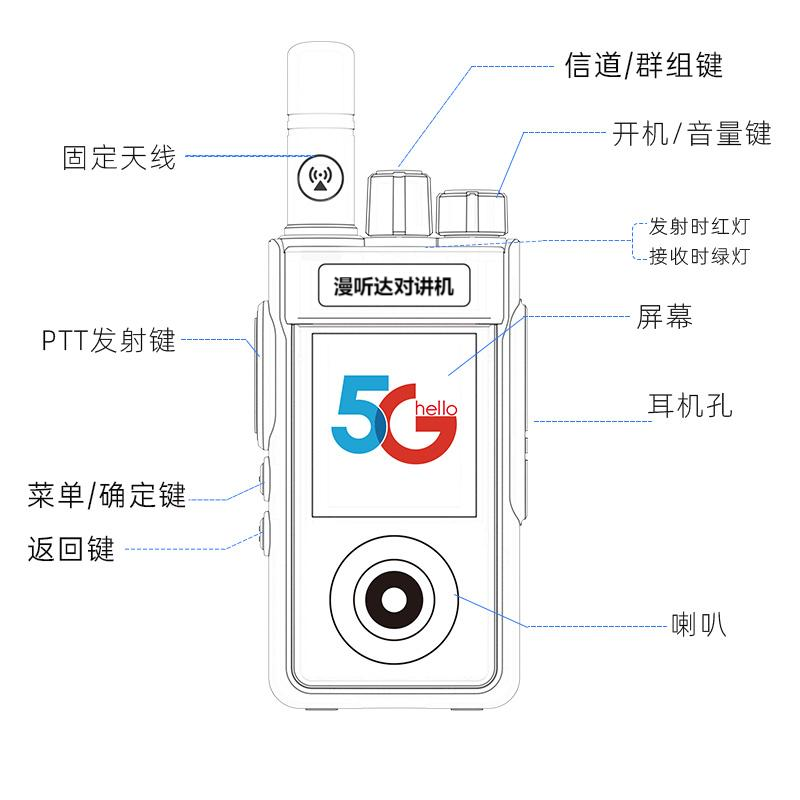 信道/群组键
开机/音量键
固定天线
发射时红灯
接收时绿灯
漫听达对讲机
屏幕
PTT发射键
5G
hello
耳机孔
菜单/确定键
返回键
喇叭